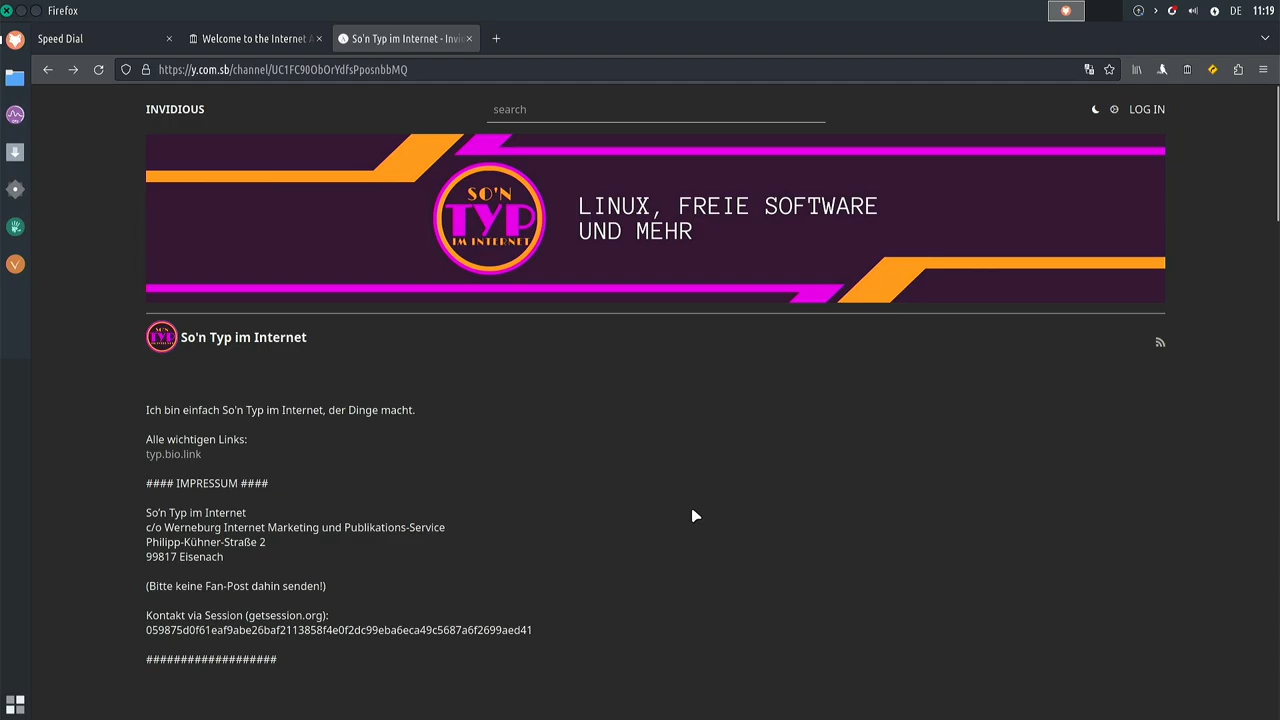 Firefox
DE 11:19
Speed Dial
Welcome to the Internet A
So'n Typ im Internet - Invi
https://y.com.sb/channel/UC1FC90ObOrYdfsPposnbbMQ
INVIDIOUS
search
LOG IN
SO'N
TYP
IM INTERNET
LINUX, FREIE SOFTWARE
UND MEHR
So'n Typ im Internet
Ich bin einfach So'n Typ im Internet, der Dinge macht.
Alle wichtigen Links:
typ.bio.link
#### IMPRESSUM ####
So’n Typ im Internet
c/o Werneburg Internet Marketing und Publikations-Service
Philipp-Kühner-Straße 2
99817 Eisenach
(Bitte keine Fan-Post dahin senden!)
Kontakt via Session (getsession.org):
059875d0f61eaf9abe26baf2113858f4e0f2dc99eba6eca49c5687a6f2699aed41
###################